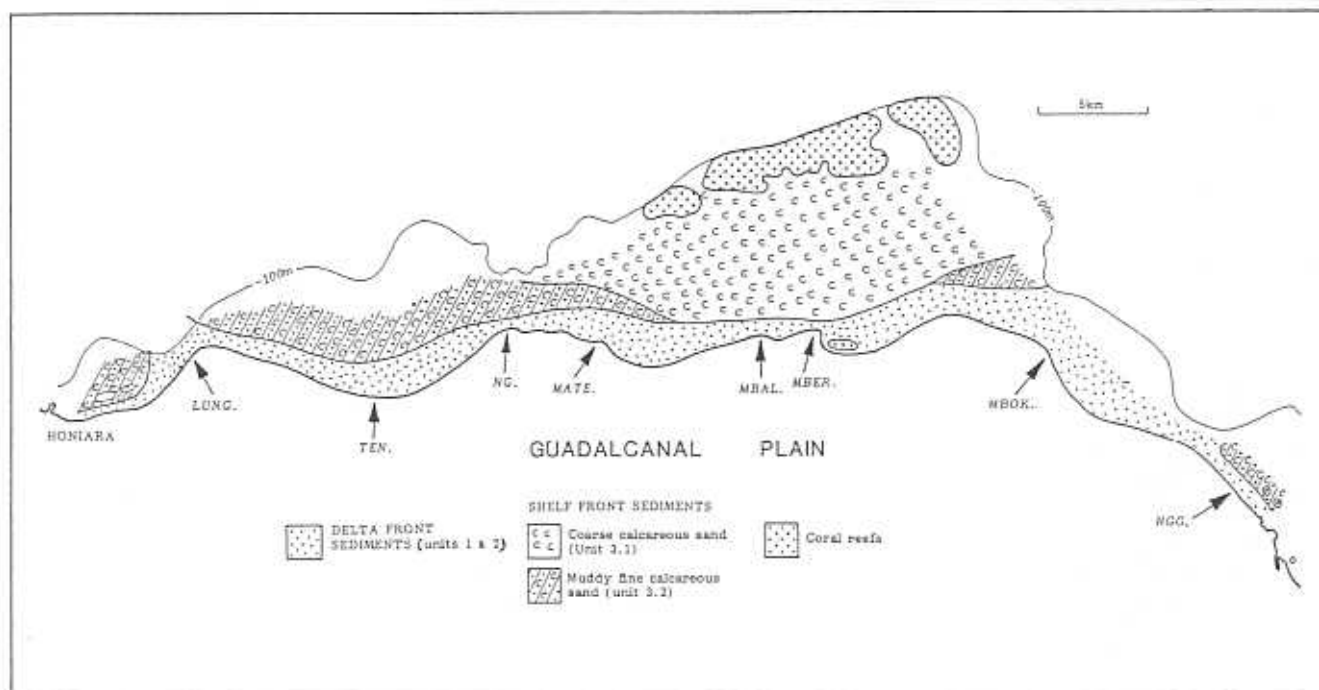 5km
-100m
-100m
HONIARA
LUNG.
TEN.
NG.
MATE.
MBAL.
MBER.
MBOK.
NGG.
GUADALCANAL PLAIN
SHELF FRONT SEDIMENTS
DELTA FRONT
SEDIMENTS (units 1 & 2)
Coarse calcareous sand
(Unit 3.1)
Muddy fine calcareous
sand (unit 3.2)
Coral reefs